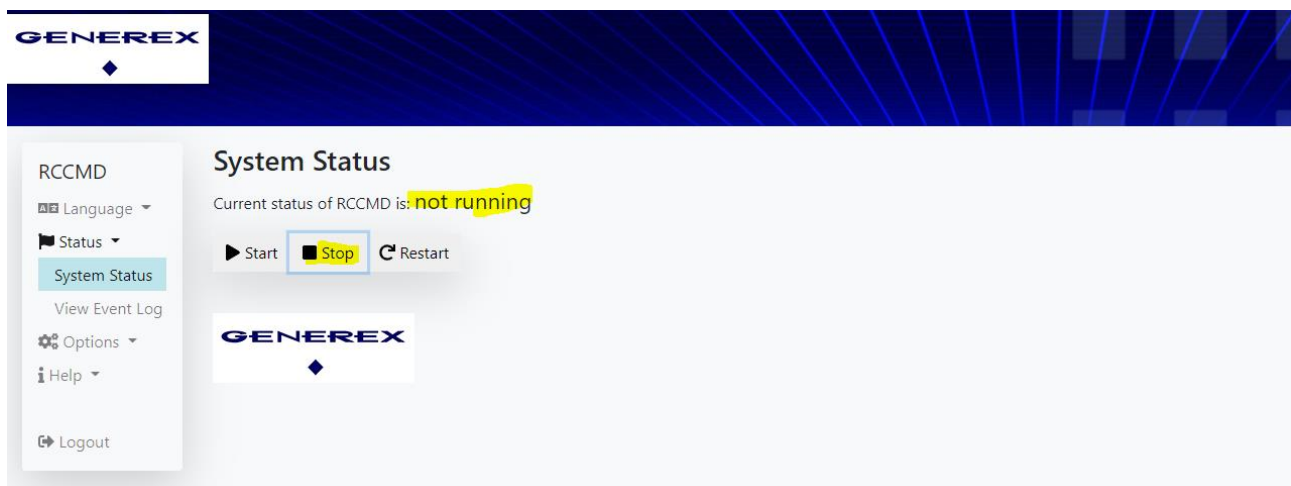 GENEREX
RCCMD
Language
Status
System Status
View Event Log
Options
Help
Logout
System Status
Current status of RCCMD is: not running
Start Stop Restart
GENEREX